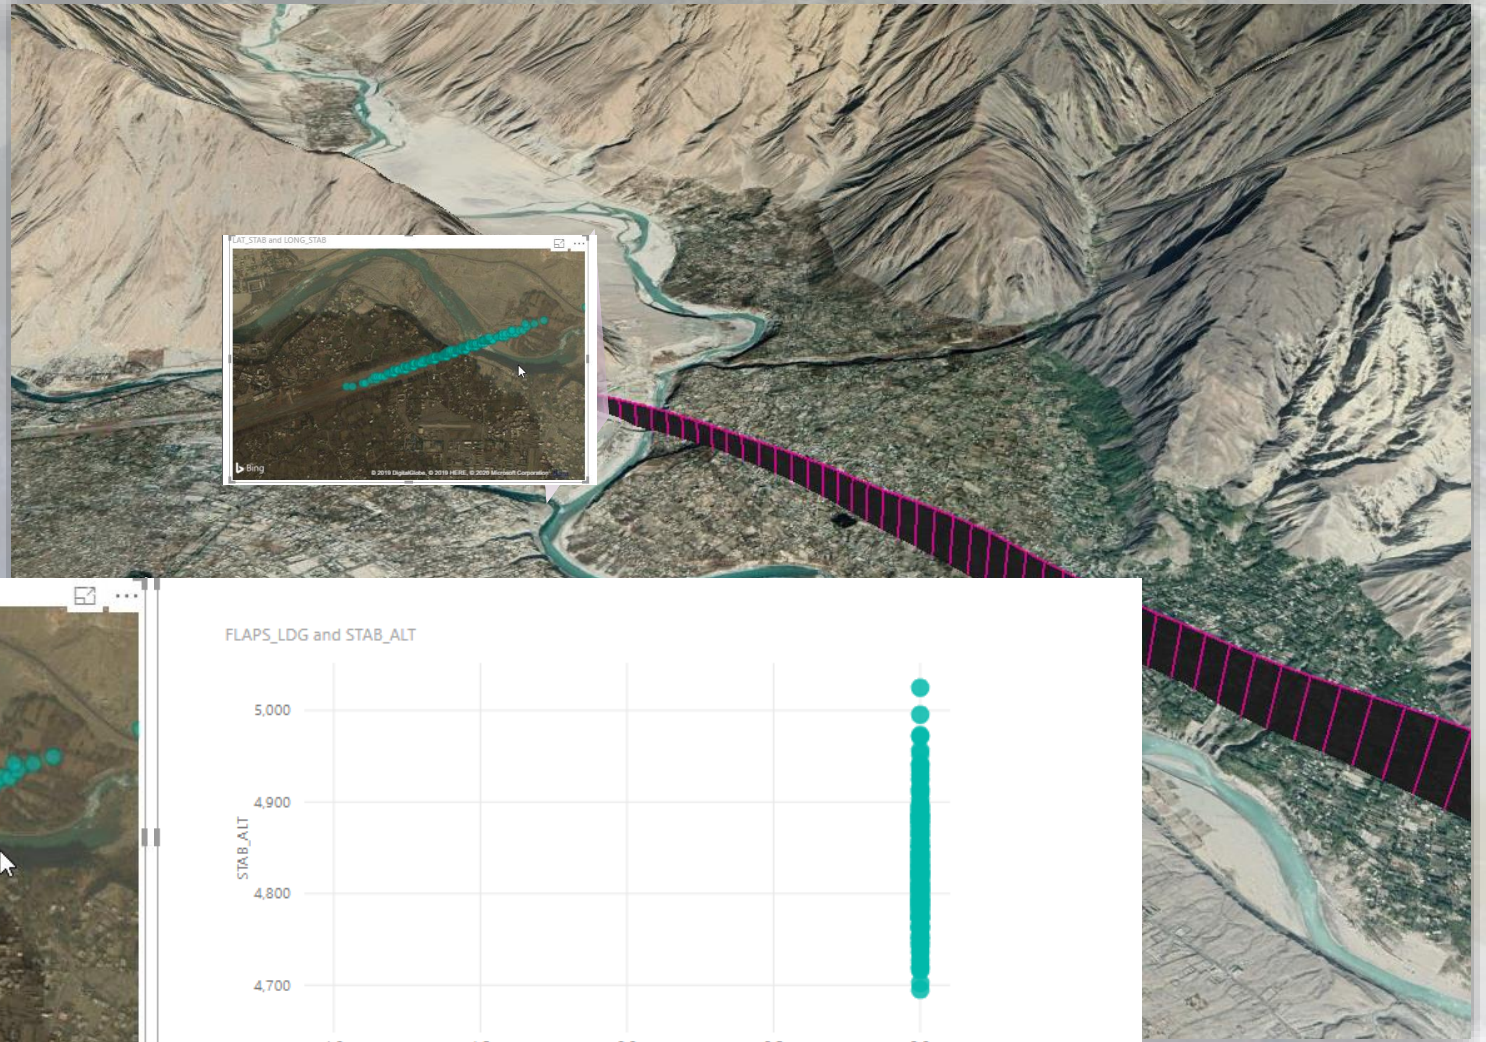 LAT_STAB and LONG_STAB
Bing
© 2019 DigitalGlobe, © 2019 HERE, © 2020 Microsoft Corporation
FLAPS_LDG and STAB_ALT
5,000
4,900
4,800
4,700
STAB_ALT